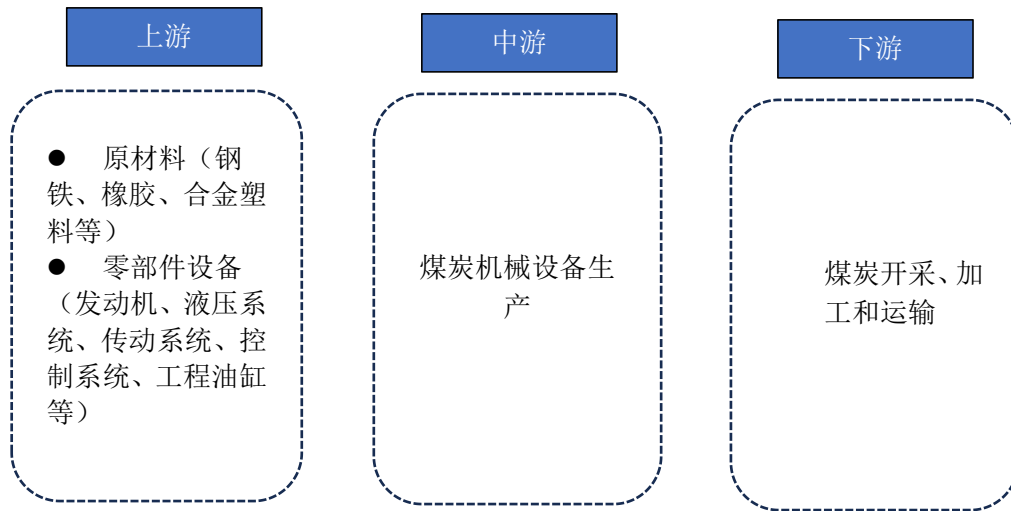 上游
中游
下游
● 原材料（钢
铁、橡胶、合金塑
料等）
● 零部件设备
（发动机、液压系
统、传动系统、控
制系统、工程油缸
等）
煤炭机械设备生
产
煤炭开采、加
工和运输